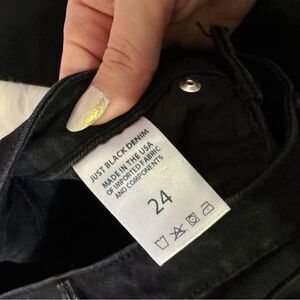 JUST BLACK DENIM
MADE IN THE USA
OF IMPORTED FABRIC
AND COMPONENTS
24